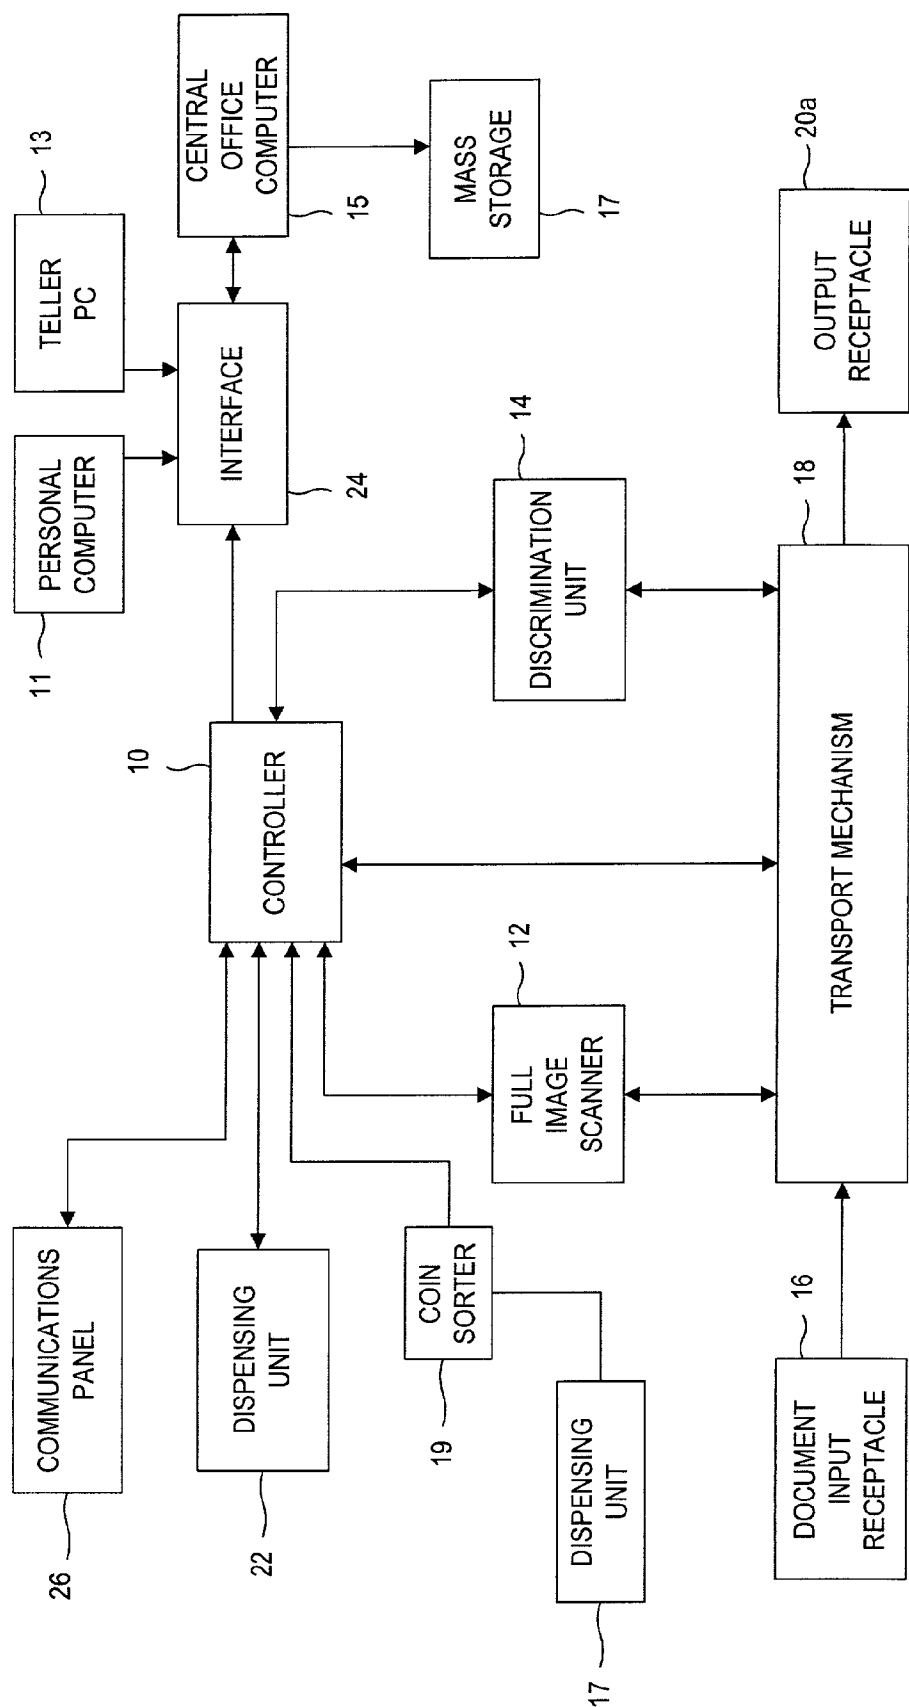 COMMUNICATIONS
PANEL
26
DISPENSING
UNIT
22
COIN
SORTER
19
DISPENSING
UNIT
17
DOCUMENT
INPUT
RECEPTACLE
16
FULL
IMAGE
SCANNER
12
CONTROLLER
10
DISCRIMINATION
UNIT
14
TRANSPORT MECHANISM
18
PERSONAL
COMPUTER
11
TELLER
PC
13
INTERFACE
24
CENTRAL
OFFICE
COMPUTER
15
MASS
STORAGE
17
OUTPUT
RECEPTACLE
20a